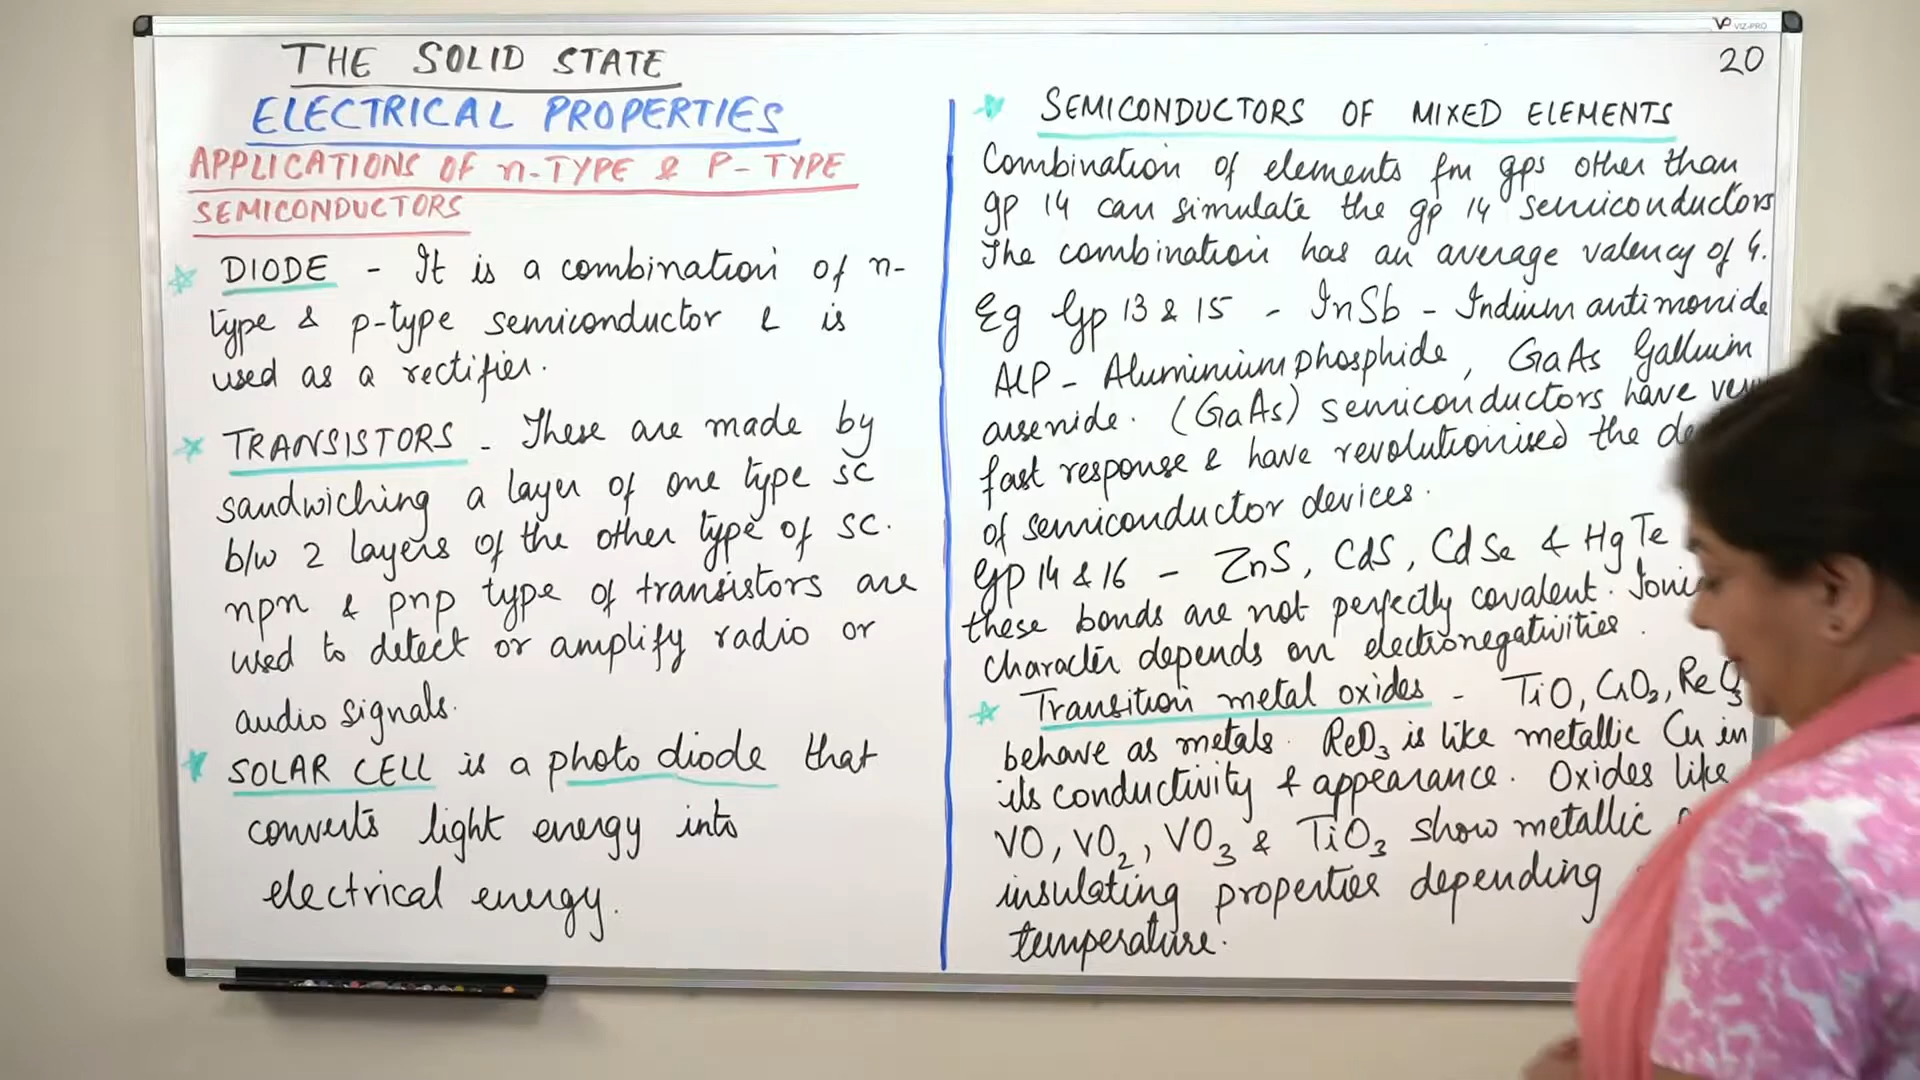 VIZ-PRO
20
THE SOLID STATE
ELECTRICAL PROPERTIES
APPLICATIONS OF n-TYPE & P-TYPE
SEMICONDUCTORS
DIODE - It is a combination of n-
type & p-type semiconductor & is
used as a rectifier.
TRANSISTORS - These are made by
sandwiching a layer of one type SC
b/w 2 layers of the other type of SC.
npn & pnp type of transistors are
used to detect or amplify radio or
audio signals.
SOLAR CELL is a photo diode that
converts light energy into
electrical energy.
SEMICONDUCTORS OF MIXED ELEMENTS
Combination of elements fm gps other than
gp 14 can simulate the gp 14 semiconductors
The combination has an average valency of 4.
Eg Gp 13 & 15 - InSb - Indium antimonide
AlP - Aluminium phosphide, GaAs Gallium
arsenide. (GaAs) semiconductors have
fast response & have revolutionised the
of semiconductor devices.
Gp 14 & 16 - ZnS, CdS, CdSe & HgTe
these bonds are not perfectly covalent.
character depends on electronegativities.
Transition metal oxides - TiO, CrO2, ReO3
behave as metals. ReO3 is like metallic Cu in
its conductivity & appearance. Oxides like
VO, VO2, VO3 & TiO3 show metallic
insulating properties depending
temperature.